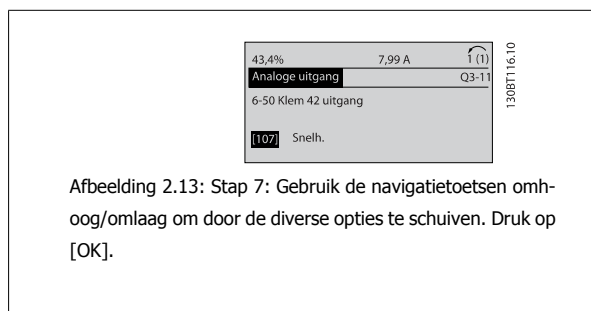 43,4% 7,99 A 1 (1)
Analoge uitgang Q3-11
6-50 Klem 42 uitgang
[107] Snelh.
130BT116.10
Afbeelding 2.13: Stap 7: Gebruik de navigatietoetsen omh-
oog/omlaag om door de diverse opties te schuiven. Druk op
[OK].